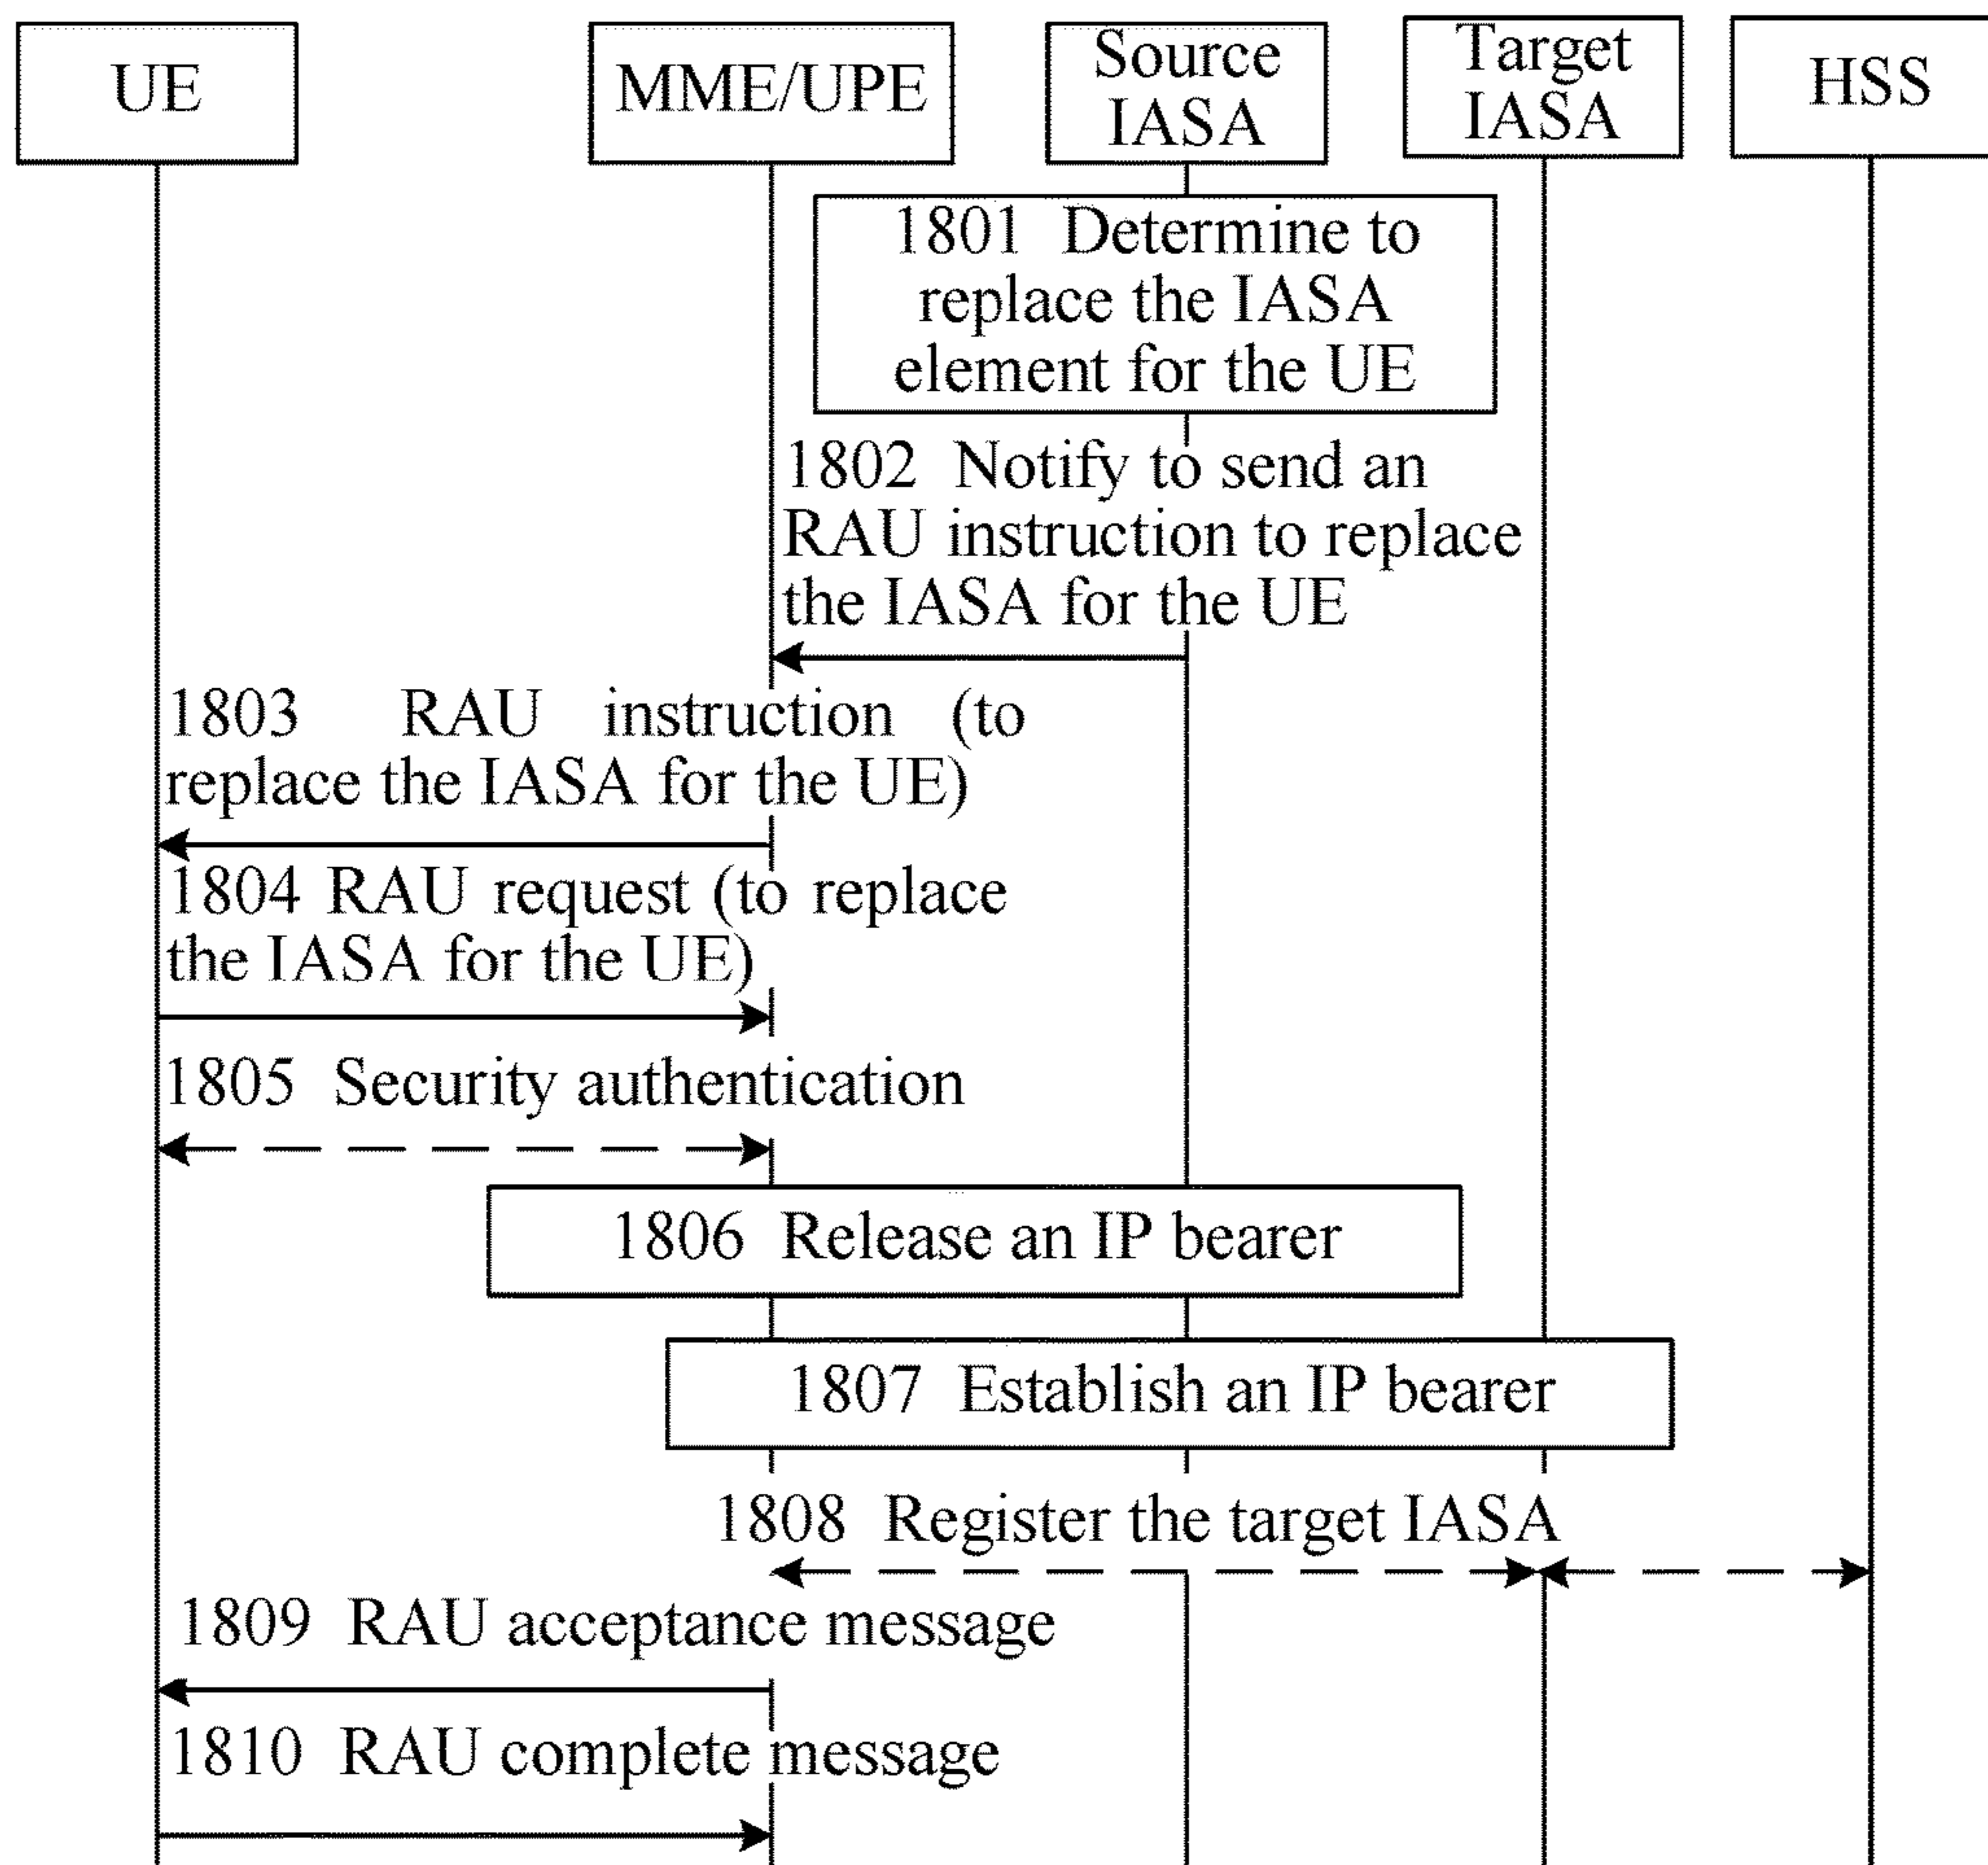 UE
MME/UPE
Source
IASA
Target
IASA
HSS
1801 Determine to
replace the IASA
element for the UE
1802 Notify to send an
RAU instruction to replace
the IASA for the UE
1803 RAU instruction (to
replace the IASA for the UE)
1804 RAU request (to replace
the IASA for the UE)
1805 Security authentication
1806 Release an IP bearer
1807 Establish an IP bearer
1808 Register the target IASA
1809 RAU acceptance message
1810 RAU complete message